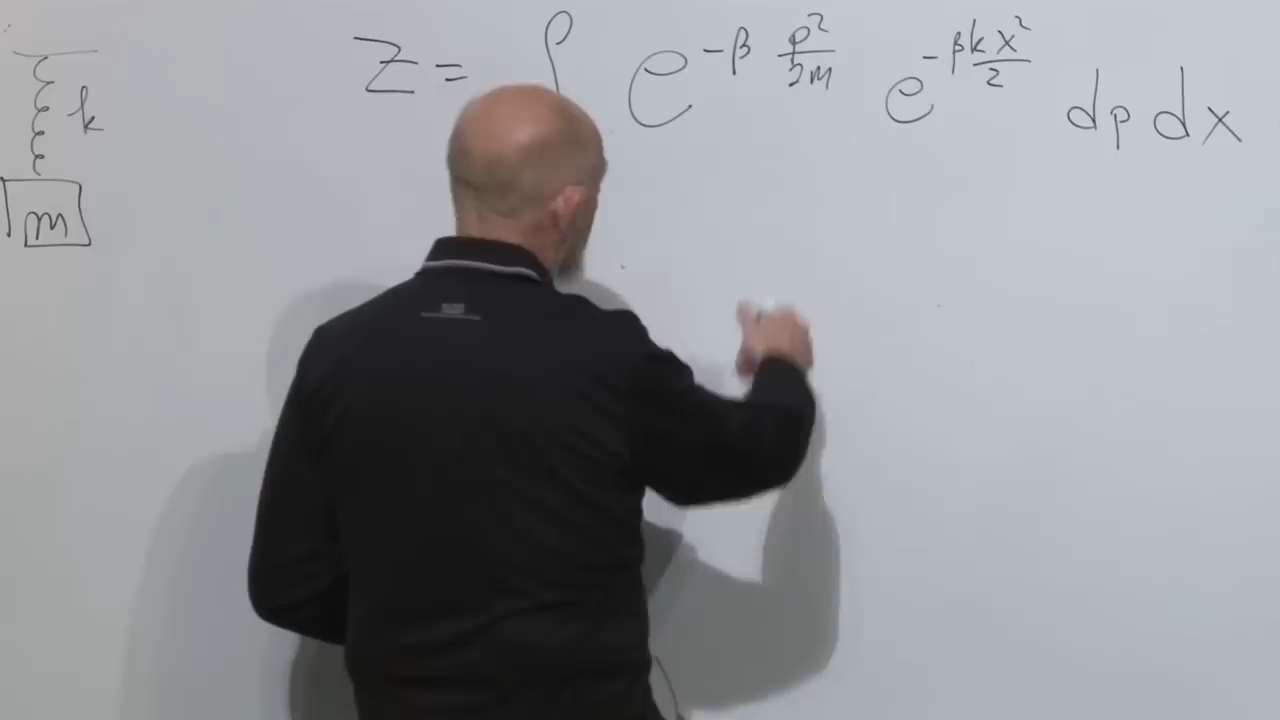 Z = ∫ e^{-β p²/2m} e^{-βkx²/2} dp dx
k
m